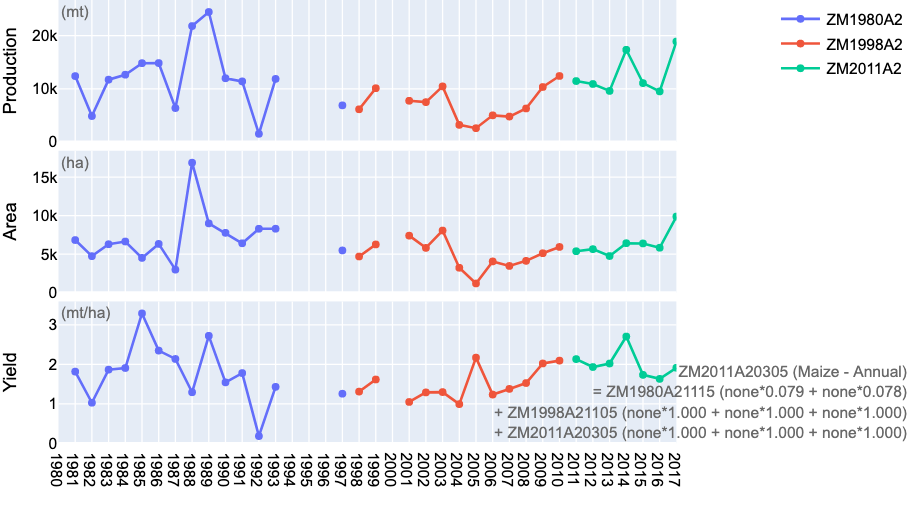 (mt)
Production
20k
10k
0
ZM1980A2
ZM1998A2
ZM2011A2
(ha)
Area
15k
10k
5k
0
(mt/ha)
Yield
3
2
1
0
ZM2011A20305 (Maize - Annual)
= ZM1980A21115 (none*0.079 + none*0.078)
+ ZM1998A21105 (none*1.000 + none*1.000 + none*1.000)
+ ZM2011A20305 (none*1.000 + none*1.000 + none*1.000)
1980
1981
1982
1983
1984
1985
1986
1987
1988
1989
1990
1991
1992
1993
1994
1995
1996
1997
1998
1999
2000
2001
2002
2003
2004
2005
2006
2007
2008
2009
2010
2011
2012
2013
2014
2015
2016
2017